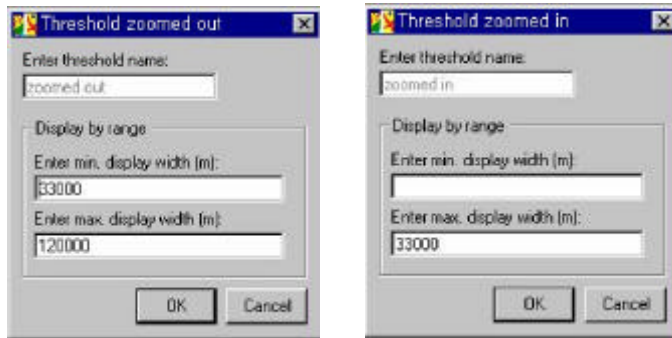 Threshold zoomed out
Enter threshold name:
zoomed out
Display by range
Enter min. display width (m):
33000
Enter max. display width (m):
120000
OK
Cancel
Threshold zoomed in
Enter threshold name:
zoomed in
Display by range
Enter min. display width (m):
Enter max. display width (m):
33000
OK
Cancel